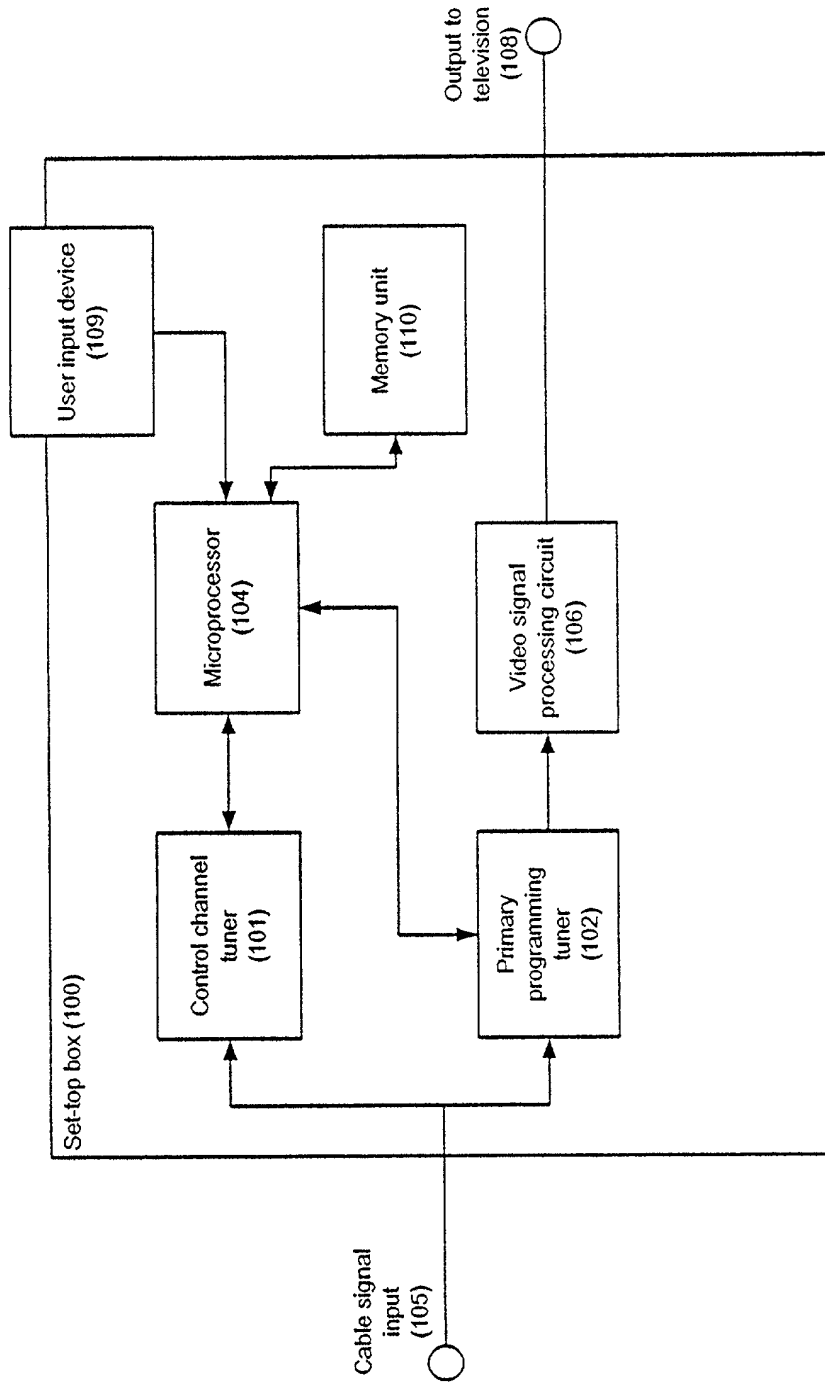 Set-top box (100)
User input device
(109)
Control channel
tuner
(101)
Microprocessor
(104)
Memory unit
(110)
Cable signal
input
(105)
Primary
programming
tuner
(102)
Video signal
processing circuit
(106)
Output to
television
(108)